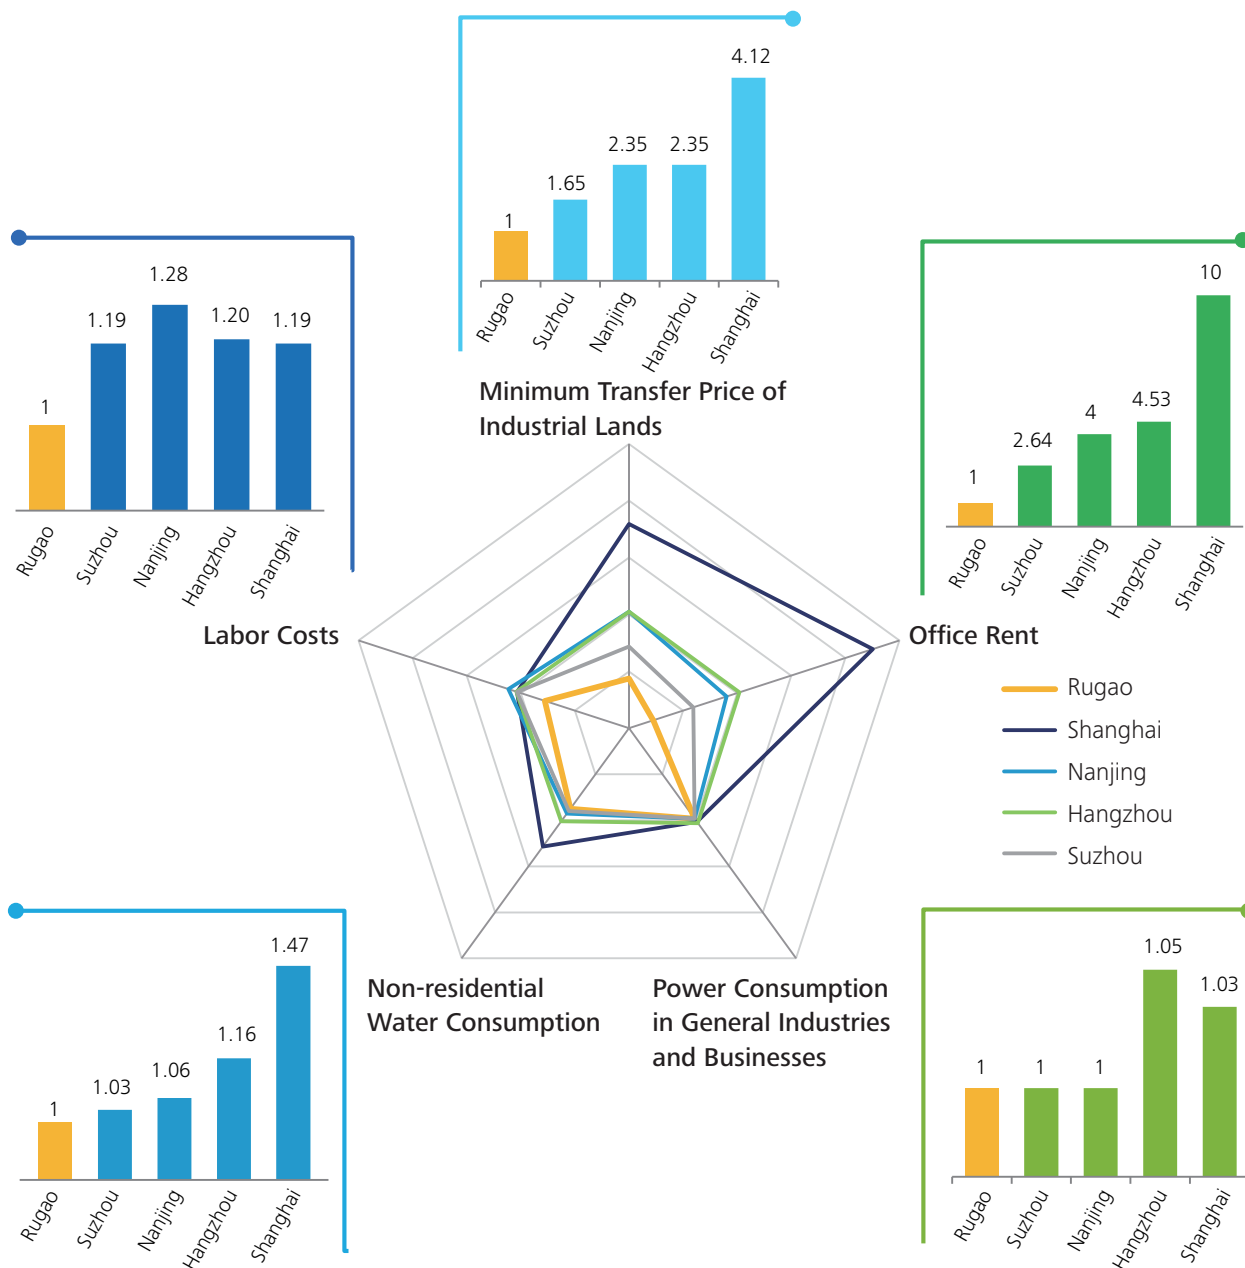 4.12
2.35
2.35
1.65
1
Rugao
Suzhou
Nanjing
Hangzhou
Shanghai
Minimum Transfer Price of
Industrial Lands
1.28
1.19
1.20
1.19
1
Rugao
Suzhou
Nanjing
Hangzhou
Shanghai
Labor Costs
10
4.53
4
2.64
1
Rugao
Suzhou
Nanjing
Hangzhou
Shanghai
Office Rent
Rugao
Shanghai
Nanjing
Hangzhou
Suzhou
1.47
1.16
1.06
1.03
1
Rugao
Suzhou
Nanjing
Hangzhou
Shanghai
Non-residential
Water Consumption
Power Consumption
in General Industries
and Businesses
1.05
1.03
1
1
1
Rugao
Suzhou
Nanjing
Hangzhou
Shanghai